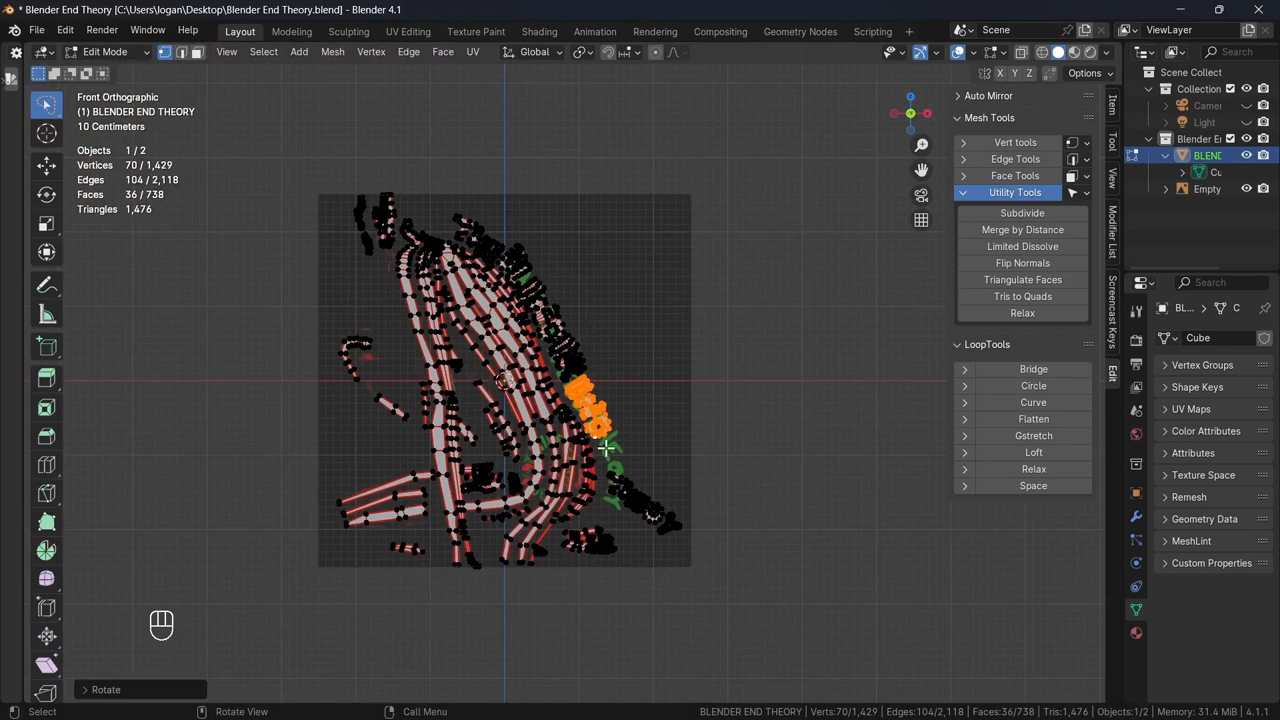 * Blender End Theory [C:\Users\logan\Desktop\Blender End Theory.blend] - Blender 4.1
File Edit Render Window Help Layout Modeling Sculpting UV Editing Texture Paint Shading Animation Rendering Compositing Geometry Nodes Scripting + Scene ViewLayer
Edit Mode View Select Add Mesh Vertex Edge Face UV Global Search
X Y Z Options
Front Orthographic
(1) BLENDER END THEORY
10 Centimeters
Objects 1 / 2
Vertices 70 / 1,429
Edges 104 / 2,118
Faces 36 / 738
Triangles 1,476
Auto Mirror
Mesh Tools
Vert tools
Edge Tools
Face Tools
Utility Tools
Subdivide
Merge by Distance
Limited Dissolve
Flip Normals
Triangulate Faces
Tris to Quads
Relax
LoopTools
Bridge
Circle
Curve
Flatten
Gstretch
Loft
Relax
Space
Item
Tool
View
Modifier List
Screencast Keys
Edit
Scene Collect
Collection
Camer
Light
Blender E
BLEND
Cu
Empty
Search
BL... C
Cube
Vertex Groups
Shape Keys
UV Maps
Color Attributes
Attributes
Texture Space
Remesh
Geometry Data
MeshLint
Custom Properties
Rotate
Select Rotate View Call Menu BLENDER END THEORY Verts:70/1,429 Edges:104/2,118 Faces:36/738 Tris:1,476 Objects:1/2 Memory: 31.4 MiB 4.1.1